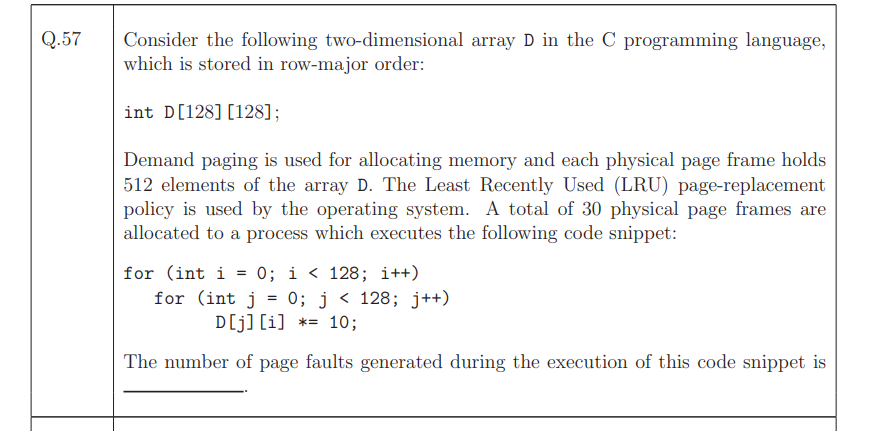 Q.57 Consider the following two-dimensional array D in the C programming language,
which is stored in row-major order:
int D[128][128];
Demand paging is used for allocating memory and each physical page frame holds
512 elements of the array D. The Least Recently Used (LRU) page-replacement
policy is used by the operating system. A total of 30 physical page frames are
allocated to a process which executes the following code snippet:
for (int i = 0; i < 128; i++)
for (int j = 0; j < 128; j++)
D[j][i] *= 10;
The number of page faults generated during the execution of this code snippet is
.